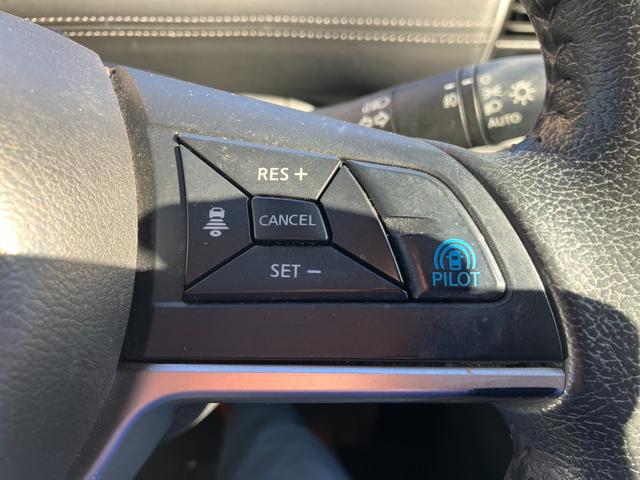 AUTO
RES +
CANCEL
SET −
PILOT